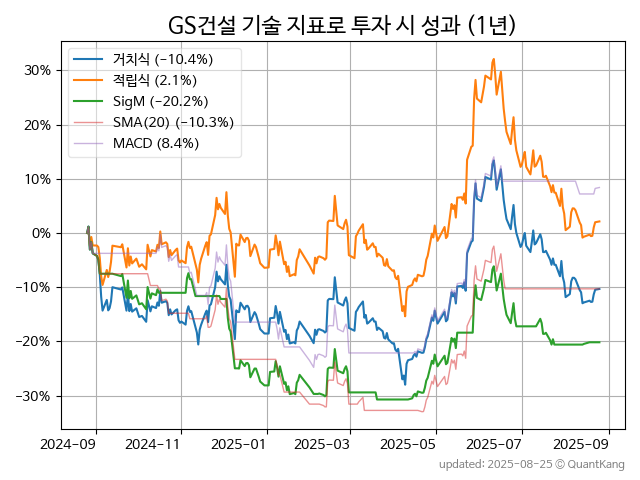 GS건설 기술 지표로 투자 시 성과 (1년)
거치식 (−10.4%)
적립식 (2.1%)
SigM (−20.2%)
SMA(20) (−10.3%)
MACD (8.4%)
30%
20%
10%
0%
−10%
−20%
−30%
2024-09 2024-11 2025-01 2025-03 2025-05 2025-07 2025-09
updated: 2025-08-25 © QuantKang